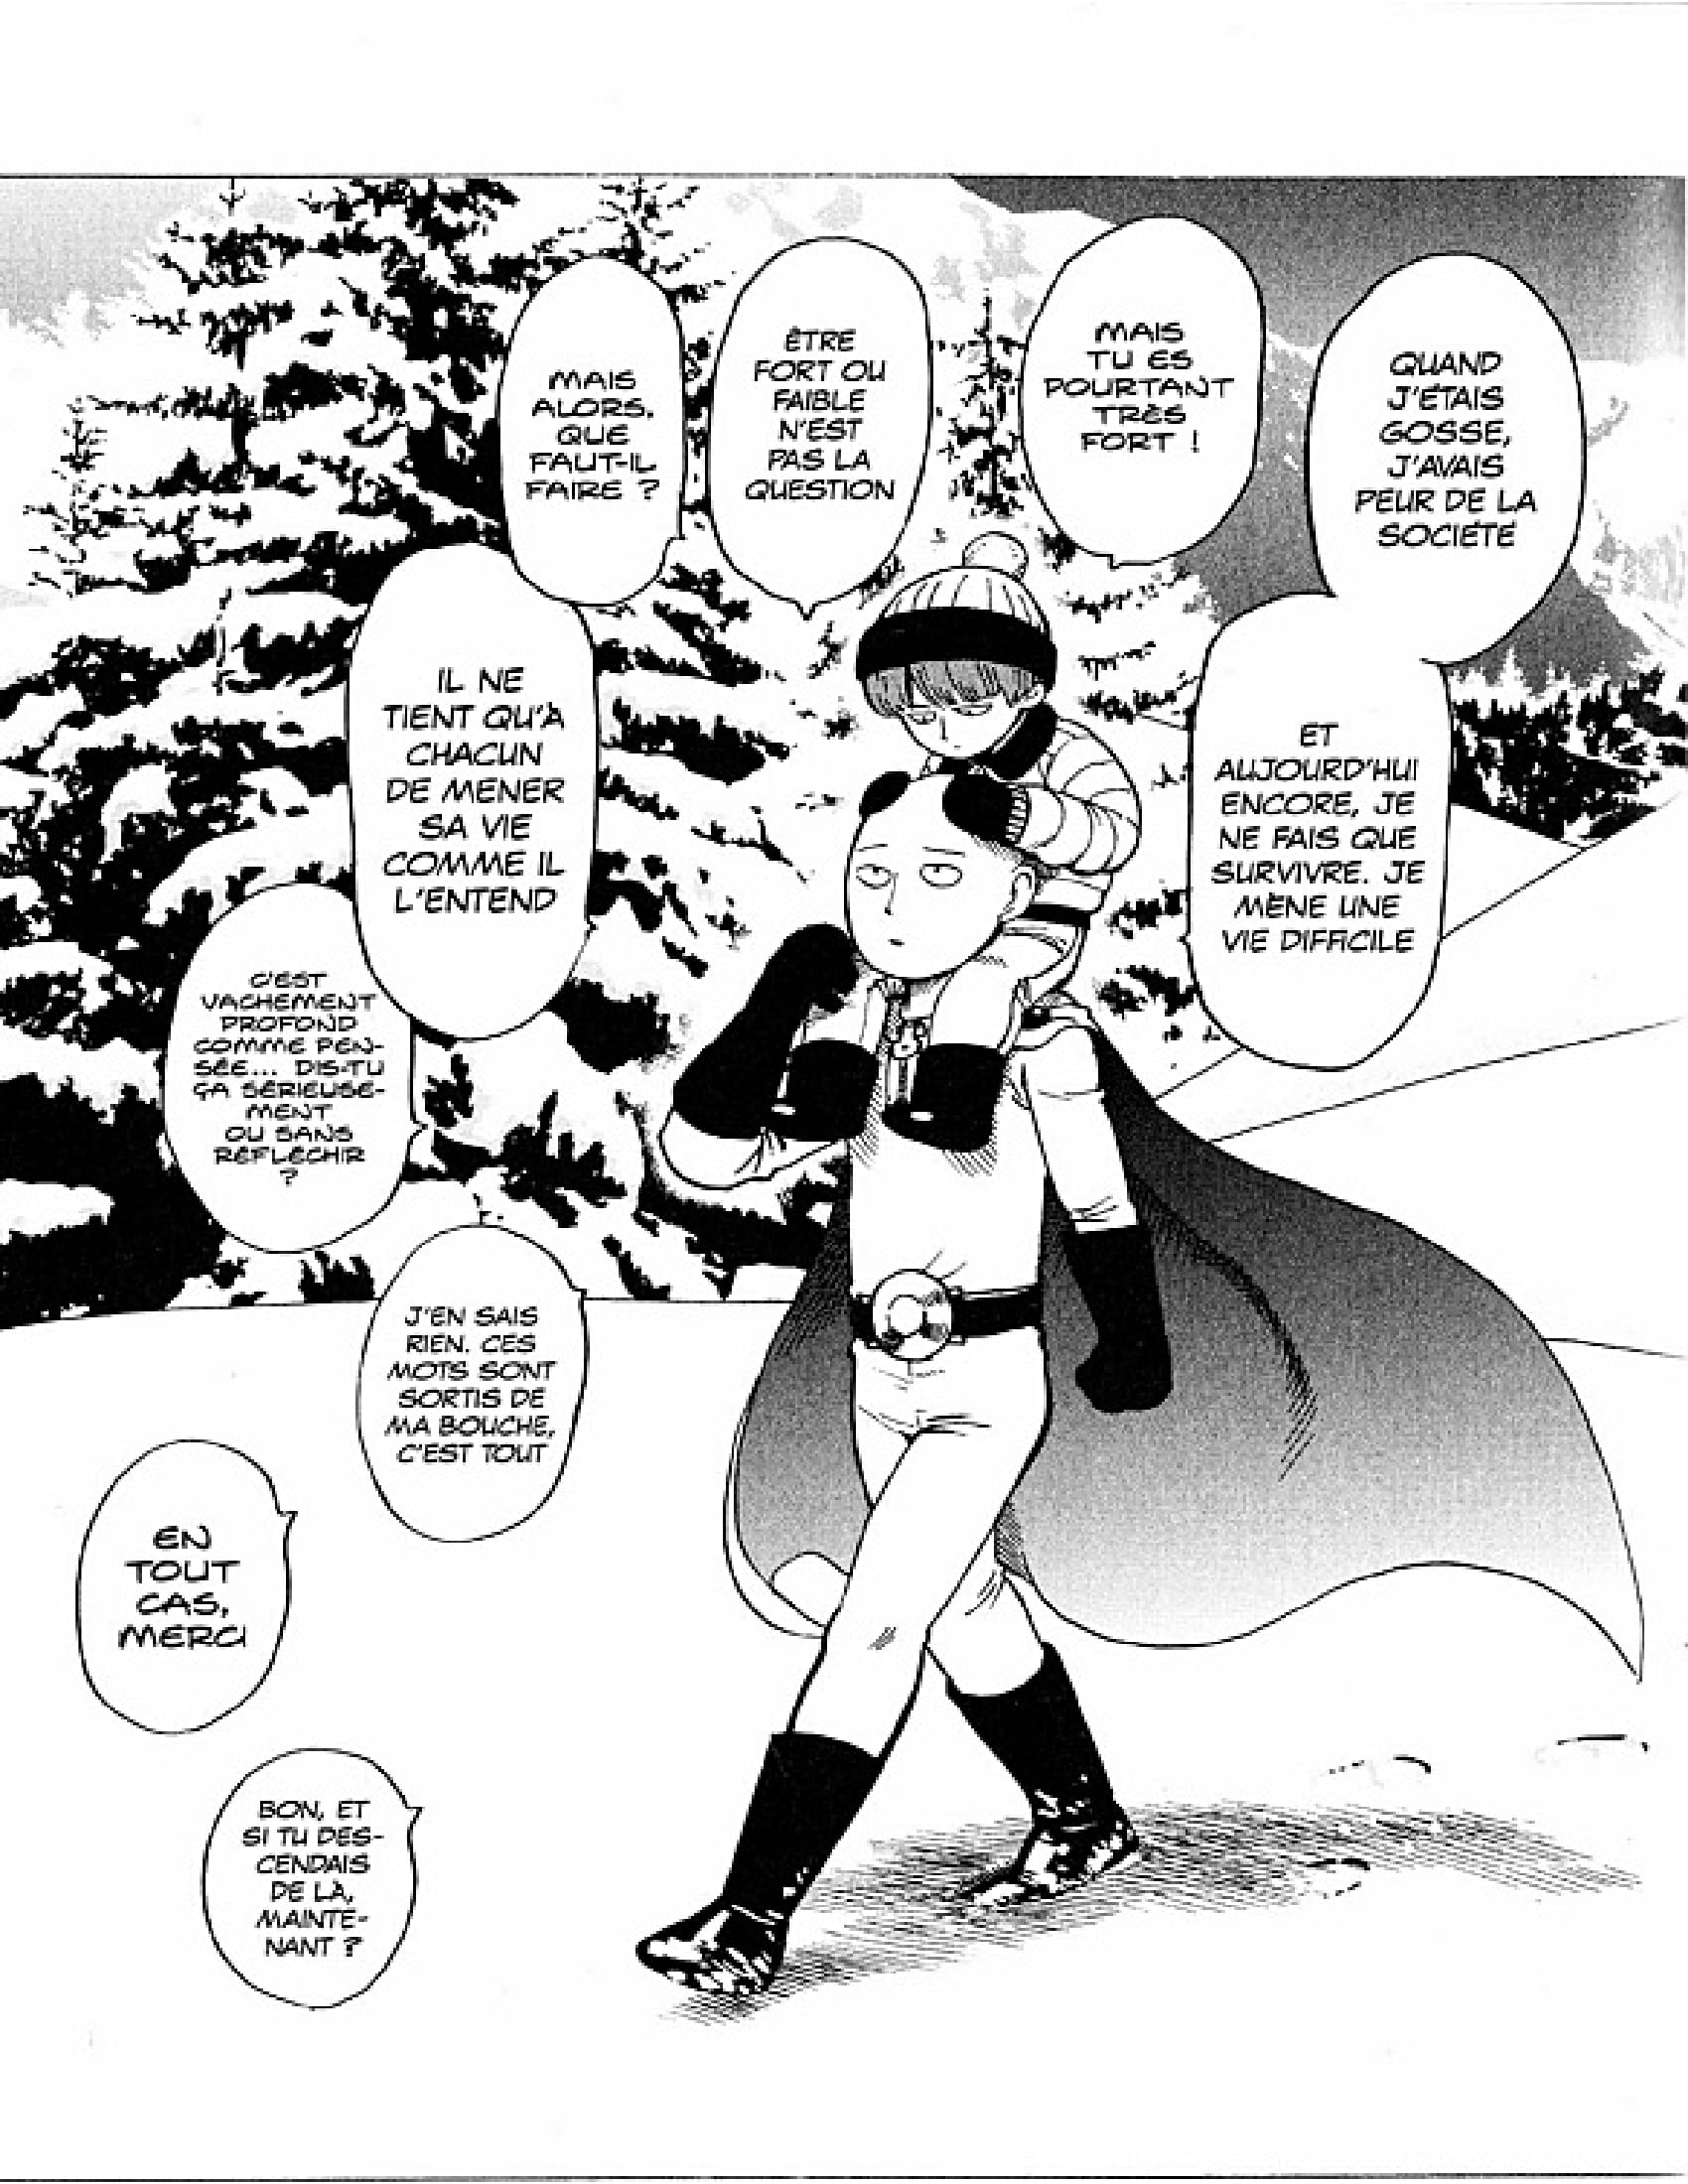 QUAND
J'ÉTAIS
GOSSE,
J'AVAIS
PEUR DE LA
SOCIÉTÉ
ET
AUJOURD'HUI
ENCORE, JE
NE FAIS QUE
SURVIVRE. JE
MÈNE UNE
VIE DIFFICILE
MAIS
TU ES
POURTANT
TRÈS
FORT !
ÊTRE
FORT OU
FAIBLE
N'EST
PAS LA
QUESTION
MAIS
ALORS,
QUE
FAUT-IL
FAIRE ?
IL NE
TIENT QU'À
CHACUN
DE MENER
SA VIE
COMME IL
L'ENTEND
C'EST
VACHEMENT
PROFOND
COMME PEN-
SÉE... DIS-TU
ÇA SÉRIEUSE-
MENT
OU SANS
RÉFLÉCHIR
?
J'EN SAIS
RIEN. CES
MOTS SONT
SORTIS DE
MA BOUCHE,
C'EST TOUT
EN
TOUT
CAS,
MERCI
BON, ET
SI TU DES-
CENDAIS
DE LÀ,
MAINTE-
NANT ?